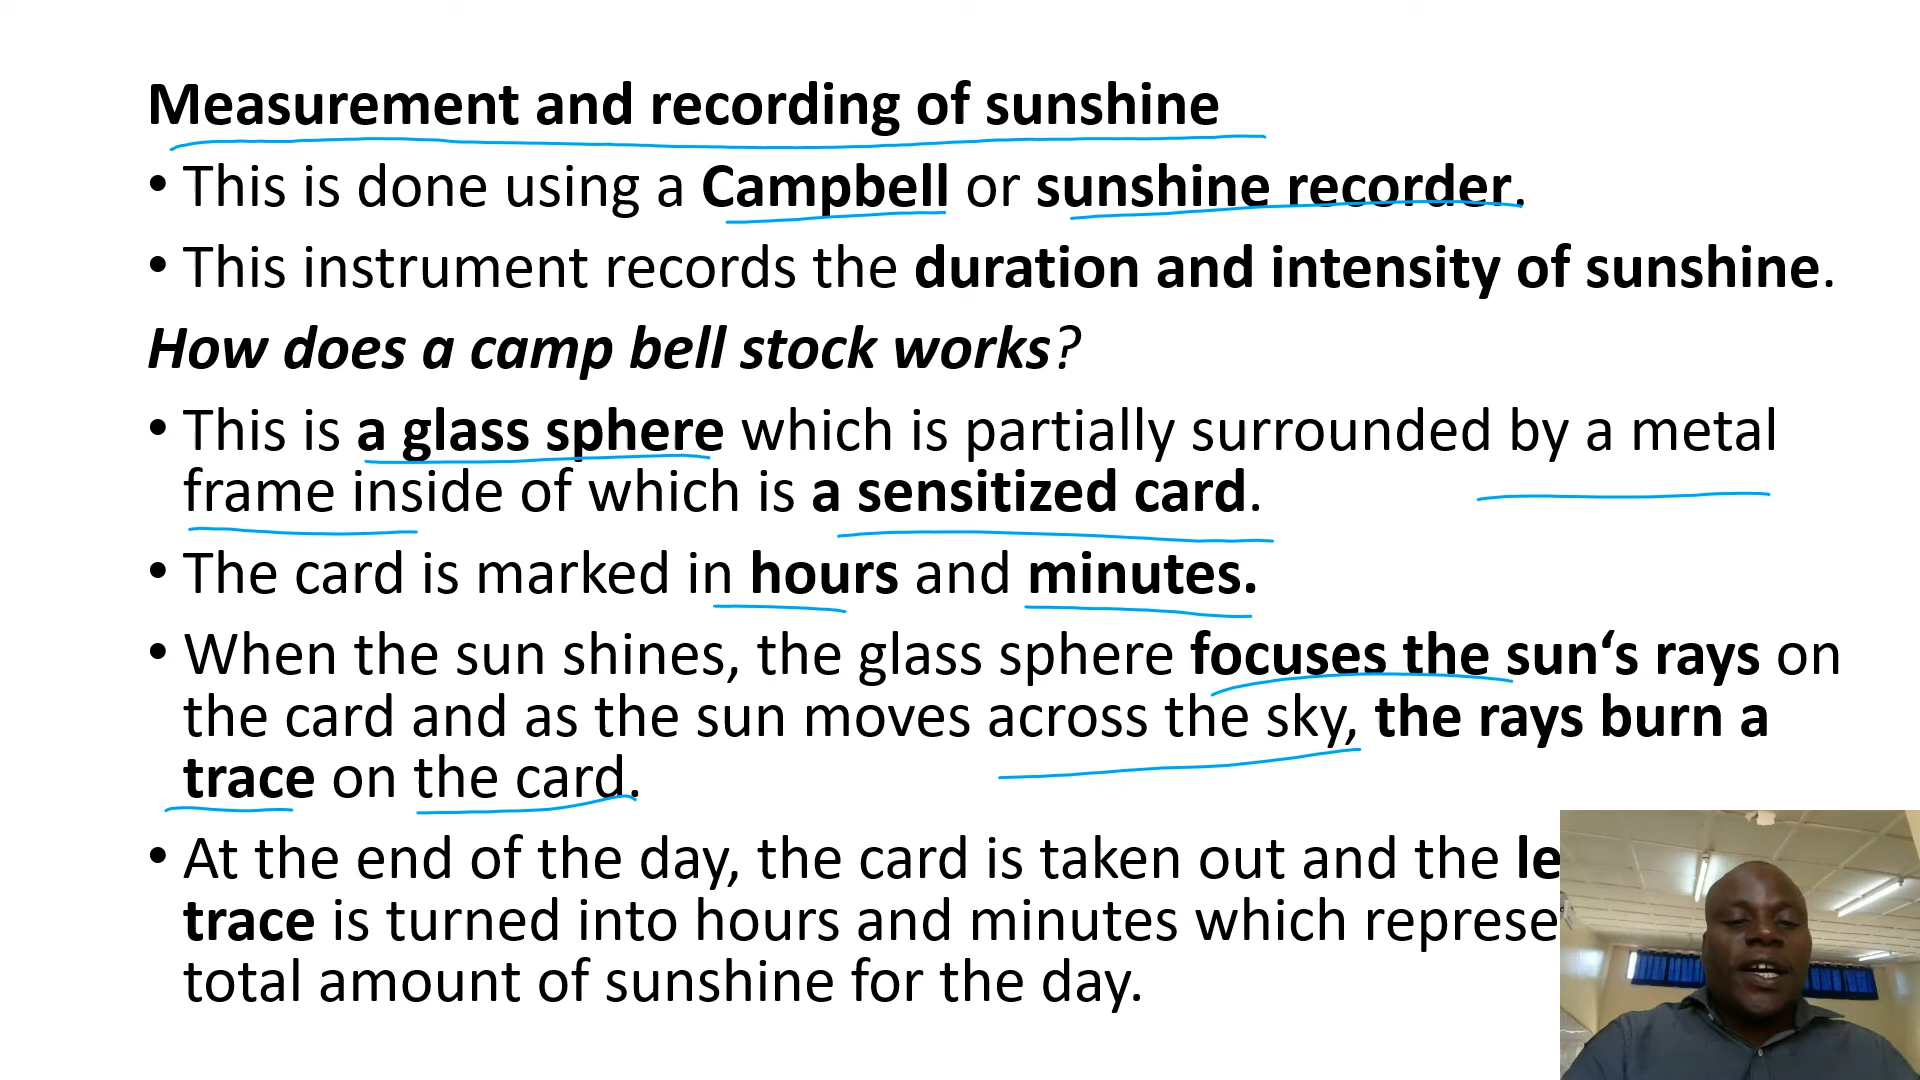 Measurement and recording of sunshine
• This is done using a Campbell or sunshine recorder.
• This instrument records the duration and intensity of sunshine.
How does a camp bell stock works?
• This is a glass sphere which is partially surrounded by a metal
frame inside of which is a sensitized card.
• The card is marked in hours and minutes.
• When the sun shines, the glass sphere focuses the sun‘s rays on
the card and as the sun moves across the sky, the rays burn a
trace on the card.
• At the end of the day, the card is taken out and the
trace is turned into hours and minutes which
total amount of sunshine for the day.